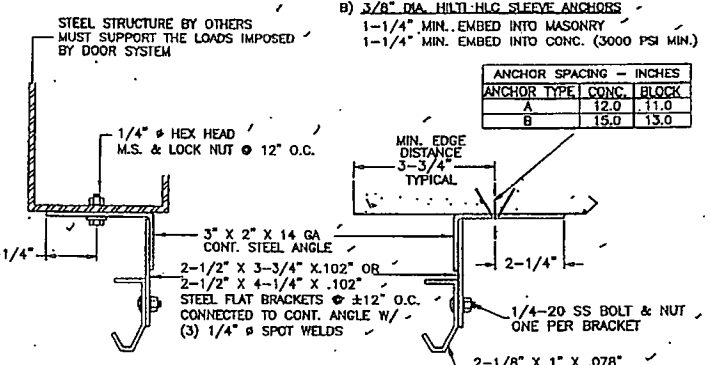 B) 3/8" DIA. HILTI HLC SLEEVE ANCHORS
1-1/4" MIN. EMBED INTO MASONRY
1-1/4" MIN. EMBED INTO CONC. (3000 PSI MIN.)
STEEL STRUCTURE BY OTHERS
MUST SUPPORT THE LOADS IMPOSED
BY DOOR SYSTEM
ANCHOR SPACING – INCHES
ANCHOR TYPE CONC. BLOCK
A 12.0 11.0
B 15.0 13.0
1/4" ø HEX HEAD
M.S. & LOCK NUT @ 12" O.C.
MIN. EDGE
DISTANCE
3-3/4"
TYPICAL
3" X 2" X 14 GA
CONT. STEEL ANGLE
-1/4"
2-1/4"
2-1/2" X 3-3/4" X.102" OR
2-1/2" X 4-1/4" X .102"
STEEL FLAT BRACKETS @ ±12" O.C.
CONNECTED TO CONT. ANGLE W/
(3) 1/4" ø SPOT WELDS
1/4-20 SS BOLT & NUT
ONE PER BRACKET
2-1/8" X 1" X .078"